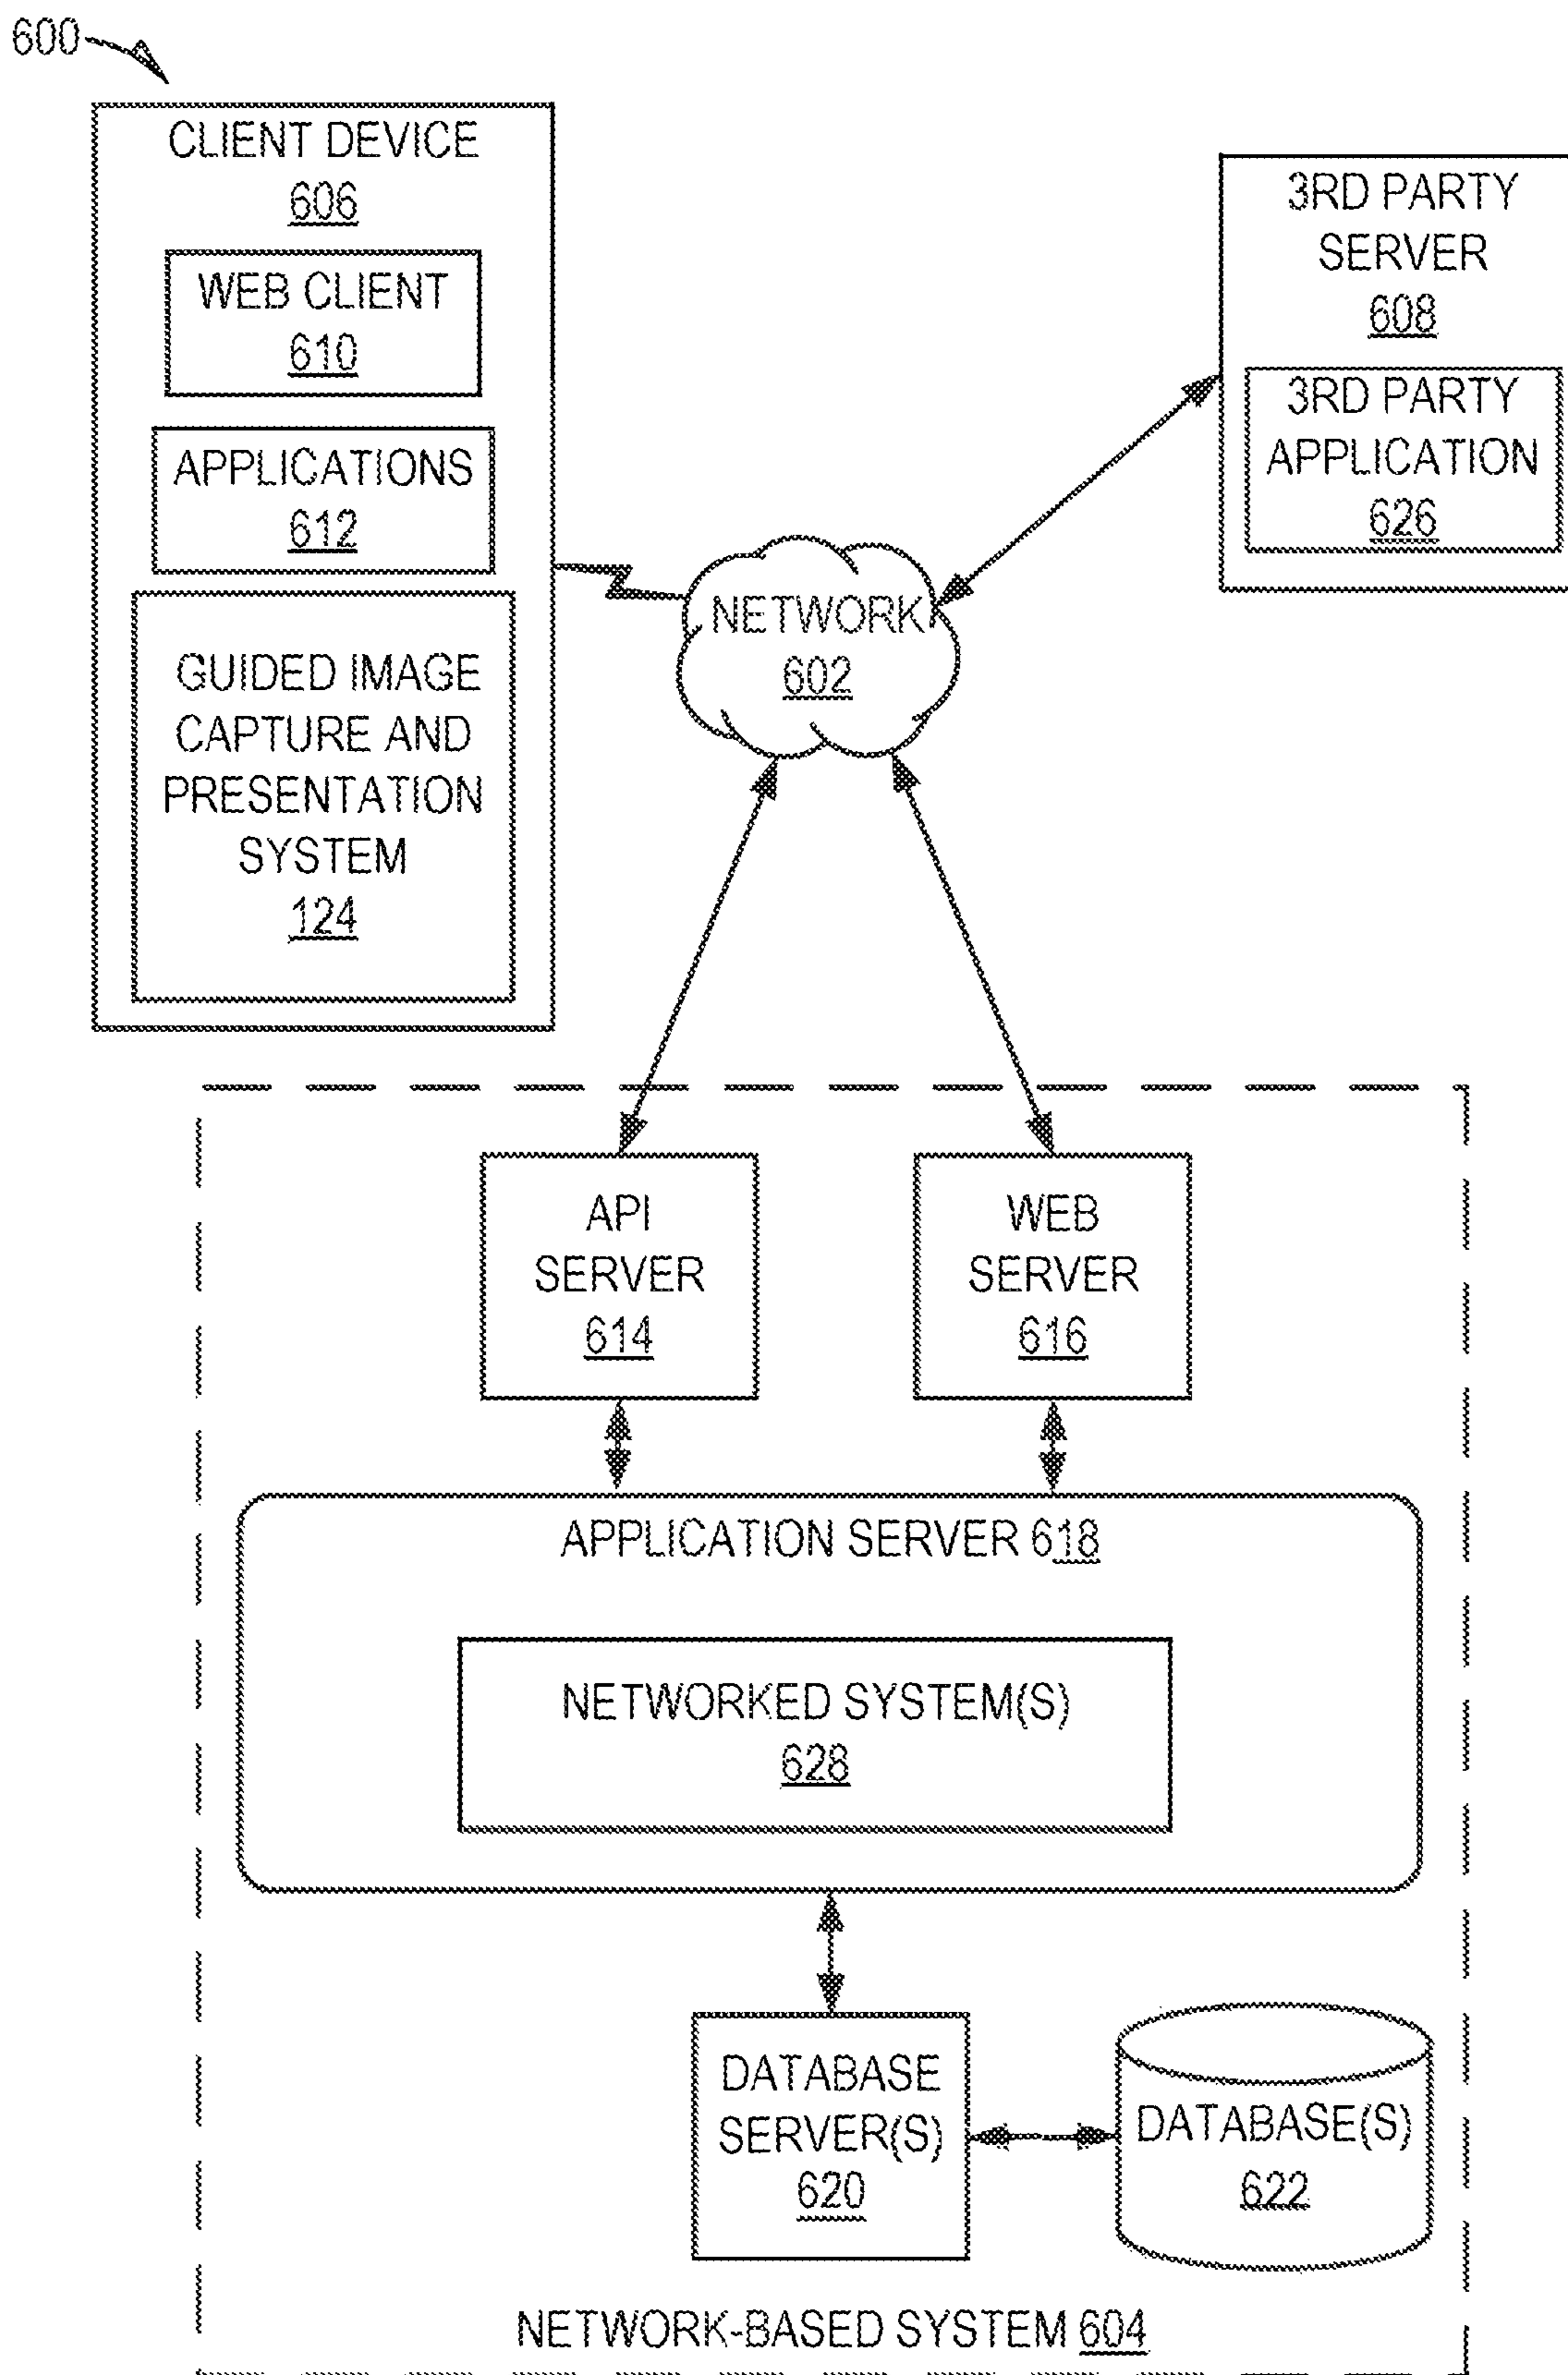 600
CLIENT DEVICE
606
WEB CLIENT
610
APPLICATIONS
612
GUIDED IMAGE
CAPTURE AND
PRESENTATION
SYSTEM
124
3RD PARTY
SERVER
608
3RD PARTY
APPLICATION
626
NETWORK
602
API
SERVER
614
WEB
SERVER
616
APPLICATION SERVER 618
NETWORKED SYSTEM(S)
628
DATABASE
SERVER(S)
620
DATABASE(S)
622
NETWORK-BASED SYSTEM 604